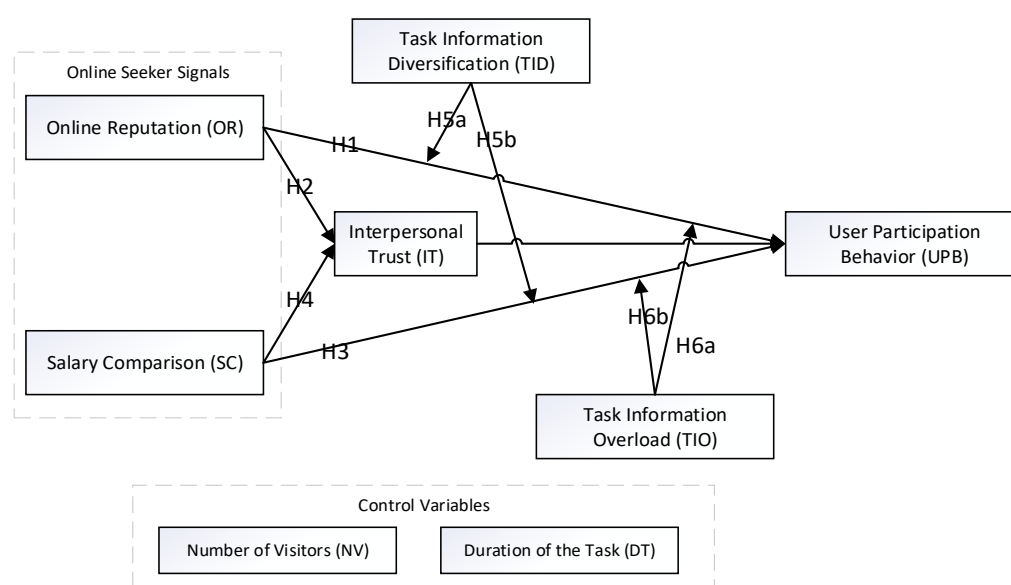 Task Information
Diversification (TID)
Online Seeker Signals
Online Reputation (OR)
H5a
H5b
H1
H2
Interpersonal
Trust (IT)
User Participation
Behavior (UPB)
H4
H6b
H6a
H3
Salary Comparison (SC)
Task Information
Overload (TIO)
Control Variables
Number of Visitors (NV)
Duration of the Task (DT)